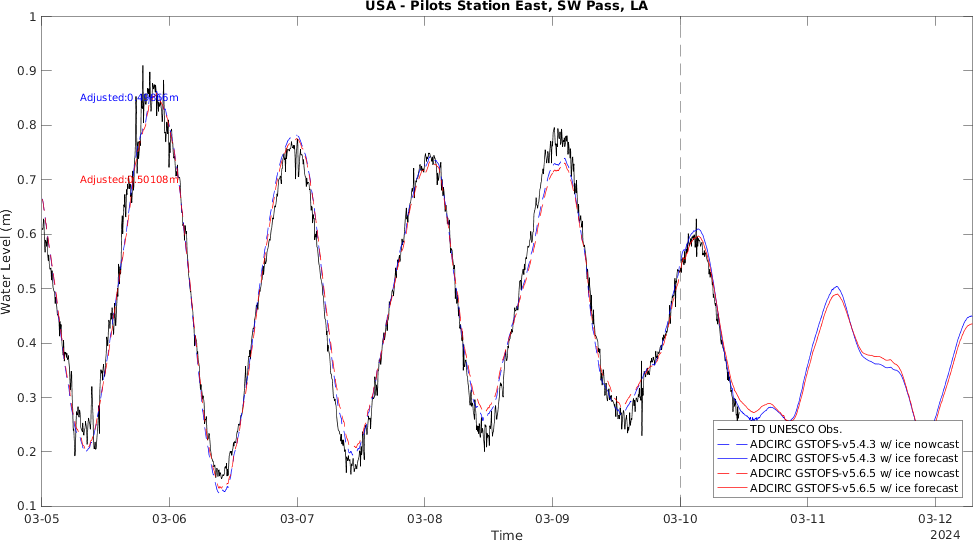 USA - Pilots Station East, SW Pass, LA
1
0.9
0.8
0.7
0.6
0.5
0.4
0.3
0.2
0.1
Water Level (m)
Adjusted:0
Adjusted:0.50108m
TD UNESCO Obs.
ADCIRC GSTOFS-v5.4.3 w/ ice nowcast
ADCIRC GSTOFS-v5.4.3 w/ ice forecast
ADCIRC GSTOFS-v5.6.5 w/ ice nowcast
ADCIRC GSTOFS-v5.6.5 w/ ice forecast
03-05 03-06 03-07 03-08 03-09 03-10 03-11 03-12
Time
2024